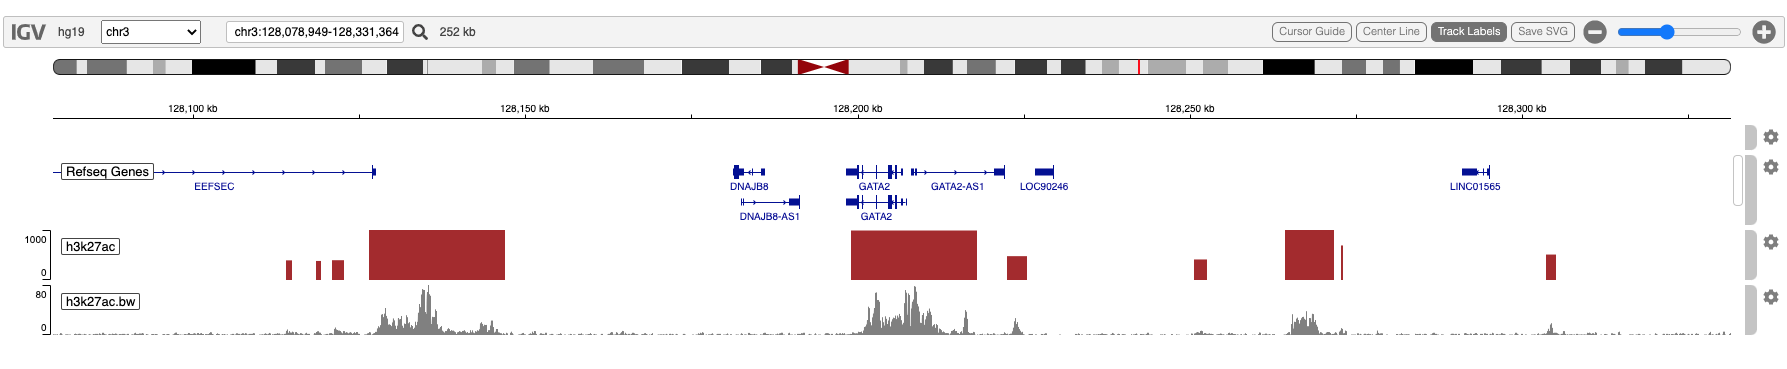 IGV hg19 chr3 chr3:128,078,949-128,331,364 252 kb Cursor Guide Center Line Track Labels Save SVG
128,100 kb 128,150 kb 128,200 kb 128,250 kb 128,300 kb
Refseq Genes
EEFSEC DNAJB8 GATA2 GATA2-AS1 LOC90246 LINC01565
DNAJB8-AS1 GATA2
1000
h3k27ac
0
80
h3k27ac.bw
0